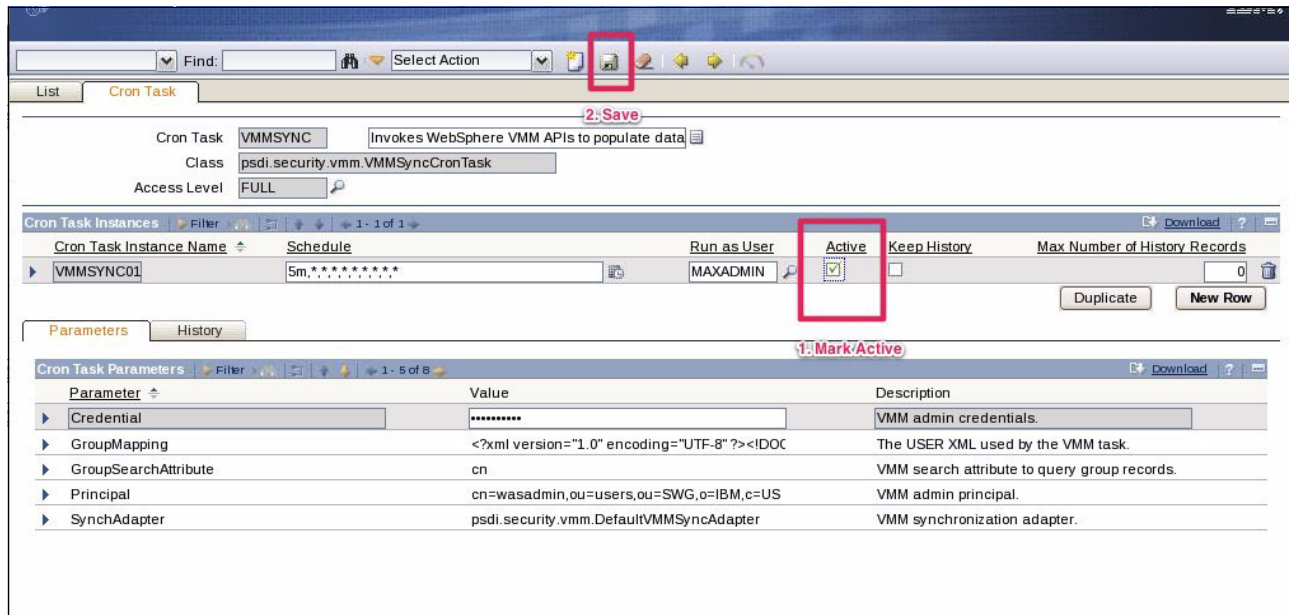 Find: Select Action
List Cron Task
2. Save
Cron Task VMMSYNC Invokes WebSphere VMM APIs to populate data
Class psdi.security.vmm.VMMSyncCronTask
Access Level FULL
Cron Task Instances Filter 1 - 1 of 1 Download ?
Cron Task Instance Name Schedule Run as User Active Keep History Max Number of History Records
VMMSYNC01 5m,*,*,*,*,*,*,*,*,* MAXADMIN 0
Duplicate New Row
Parameters History
1. Mark Active
Cron Task Parameters Filter 1 - 5 of 8 Download ?
Parameter Value Description
Credential •••••••••• VMM admin credentials.
GroupMapping <?xml version="1.0" encoding="UTF-8"?><!DOC The USER XML used by the VMM task.
GroupSearchAttribute cn VMM search attribute to query group records.
Principal cn=wasadmin,ou=users,ou=SWG,o=IBM,c=US VMM admin principal.
SynchAdapter psdi.security.vmm.DefaultVMMSyncAdapter VMM synchronization adapter.